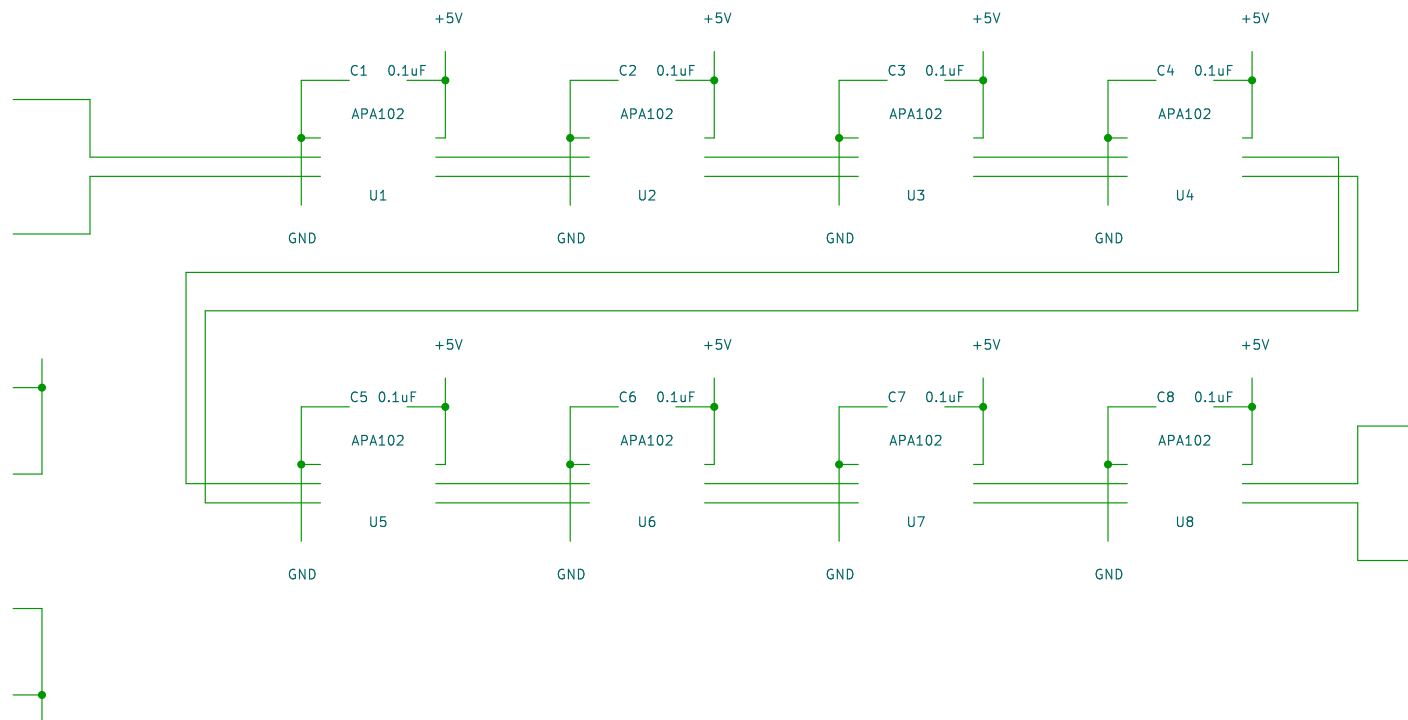 +5V +5V +5V +5V
C1 0.1uF C2 0.1uF C3 0.1uF C4 0.1uF
APA102 APA102 APA102 APA102
U1 U2 U3 U4
GND GND GND GND
+5V +5V +5V +5V
C5 0.1uF C6 0.1uF C7 0.1uF C8 0.1uF
APA102 APA102 APA102 APA102
U5 U6 U7 U8
GND GND GND GND